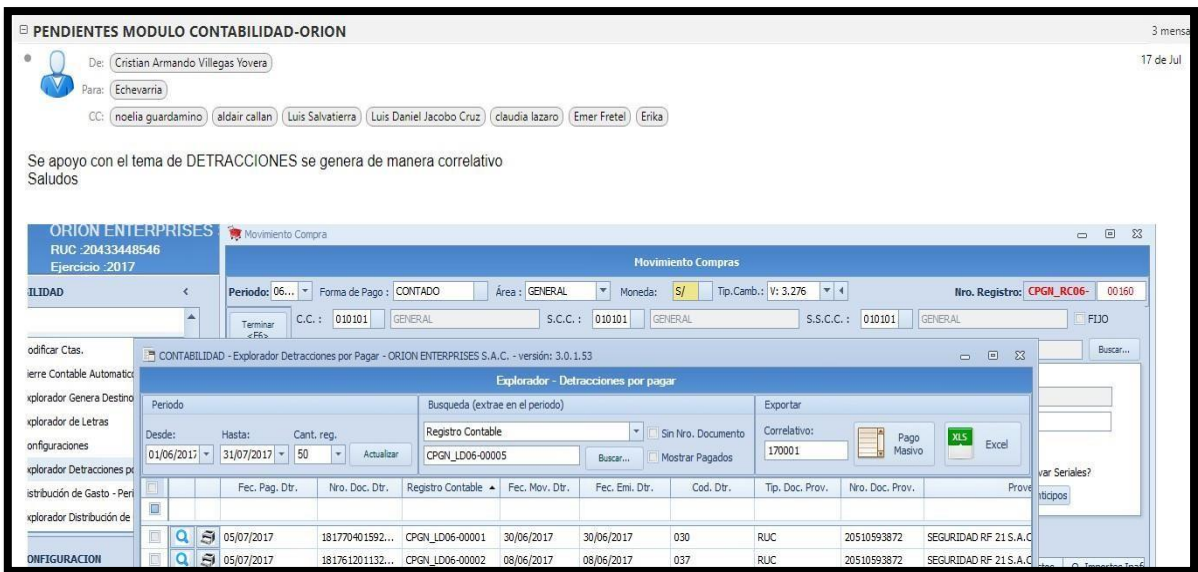 PENDIENTES MODULO CONTABILIDAD-ORION
3 mensa
17 de Jul
De: Cristian Armando Villegas Yovera
Para: Echevarria
CC: noelia guardamino aldair callan Luis Salvatierra Luis Daniel Jacobo Cruz claudia lazaro Emer Fretel Erika
Se apoyo con el tema de DETRACCIONES se genera de manera correlativo
Saludos
ORION ENTERPRISES S
RUC :20433448546
Ejercicio :2017
Movimiento Compra
Movimiento Compras
ILIDAD <
Periodo: 06... Forma de Pago : CONTADO Área : GENERAL Moneda: S/ Tip.Camb.: V: 3.276 Nro. Registro: CPGN_RC06- 00160
Terminar <F6> C.C. : 010101 GENERAL S.C.C. : 010101 GENERAL S.S.C.C. : 010101 GENERAL FIJO
Buscar...
odificar Ctas.
ierre Contable Automatico
xplorador Genera Destino
xplorador de Letras
onfiguraciones
xplorador Detracciones po
istribución de Gasto - Peri
xplorador Distribución de
ONFIGURACION
CONTABILIDAD - Explorador Detracciones por Pagar - ORION ENTERPRISES S.A.C. - versión: 3.0.1.53
Explorador - Detracciones por pagar
Periodo Busqueda (extrae en el periodo) Exportar
Desde: Hasta: Cant. reg. Registro Contable Sin Nro. Documento Correlativo:
01/06/2017 31/07/2017 50 Actualizar CPGN_LD06-00005 Buscar... Mostrar Pagados 170001 Pago Masivo XLS Excel
var Seriales?
nticipos
Fec. Pag. Dtr. Nro. Doc. Dtr. Registro Contable Fec. Mov. Dtr. Fec. Emi. Dtr. Cod. Dtr. Tip. Doc. Prov. Nro. Doc. Prov. Prove
05/07/2017 181770401592... CPGN_LD06-00001 30/06/2017 30/06/2017 030 RUC 20510593872 SEGURIDAD RF 21 S.A.C
05/07/2017 181761201132... CPGN_LD06-00002 08/06/2017 08/06/2017 037 RUC 20510593872 SEGURIDAD RF 21 S.A.C